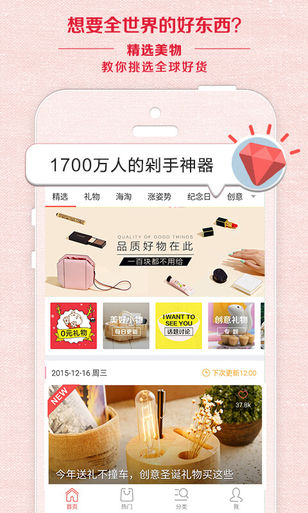 想要全世界的好东西？
精选美物
教你挑选全球好货
1700万人的剁手神器
精选 礼物 海淘 涨姿势 纪念日 创意
QUALITY OF GOOD THINGS
品质好物在此
一百块都不用给
0元礼物
美好小物
每日更新
I WANT TO
SEE YOU
话题讨论
创意礼物
专题
2015-12-16 周三 下次更新12:00
NEW
37.8k
今年送礼不撞车，创意圣诞礼物买这些
首页 热门 分类 我